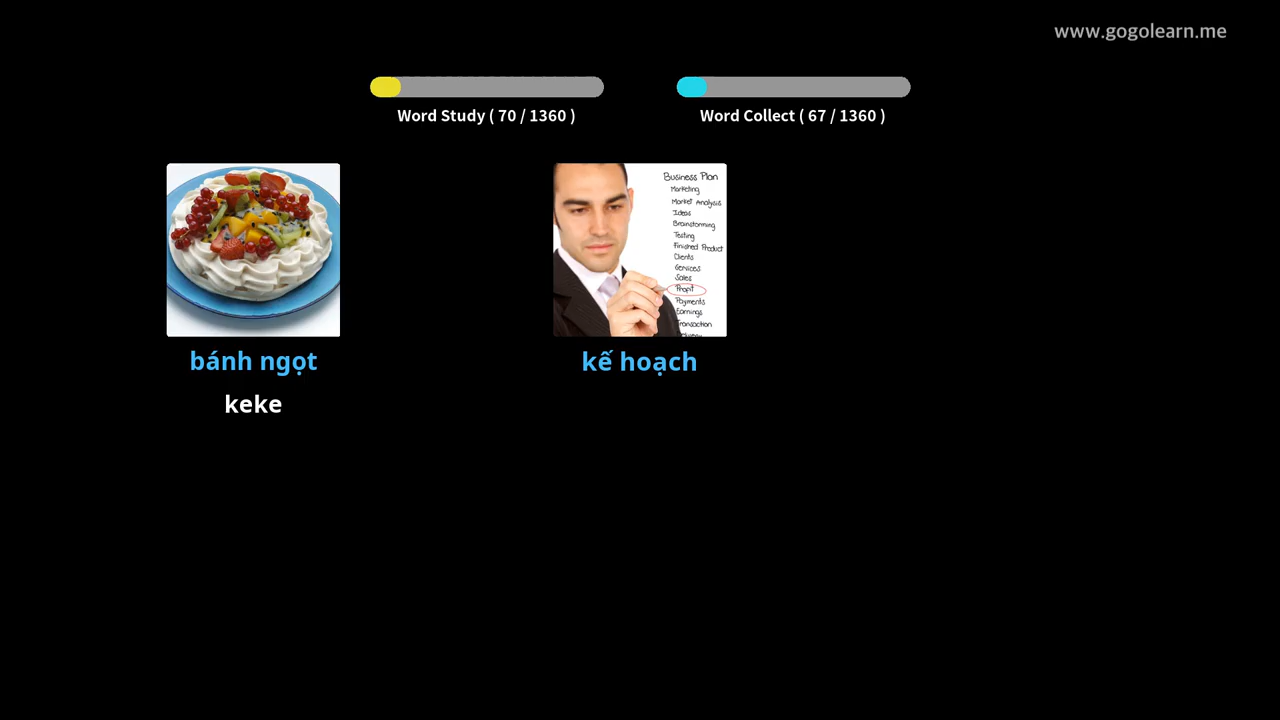 www.gogolearn.me
Word Study ( 70 / 1360 )
Word Collect ( 67 / 1360 )
Business Plan
Marketing
Market Analysis
Ideas
Brainstorming
Testing
Finished Product
Clients
Services
Sales
Profit
Payments
Earnings
Transaction
bánh ngọt
kế hoạch
keke